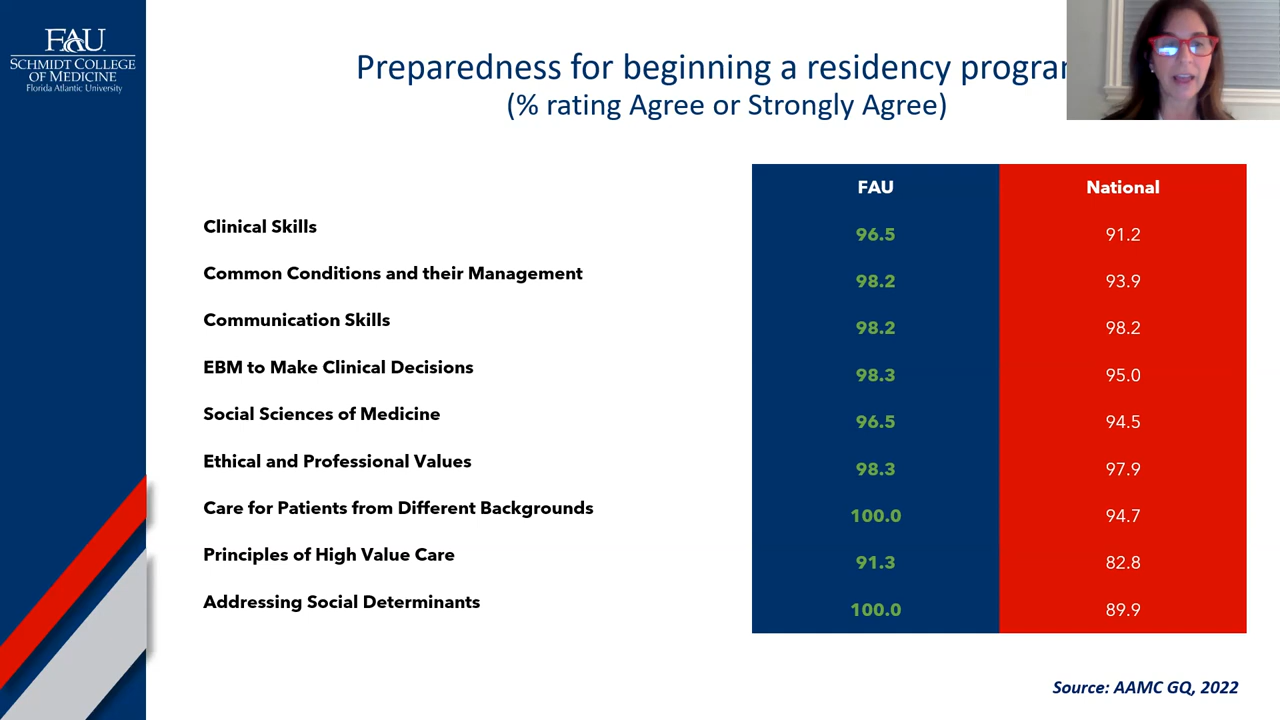 FAU
SCHMIDT COLLEGE
OF MEDICINE
Florida Atlantic University
Preparedness for beginning a residency
(% rating Agree or Strongly Agree)
FAU National
Clinical Skills 96.5 91.2
Common Conditions and their Management 98.2 93.9
Communication Skills 98.2 98.2
EBM to Make Clinical Decisions 98.3 95.0
Social Sciences of Medicine 96.5 94.5
Ethical and Professional Values 98.3 97.9
Care for Patients from Different Backgrounds 100.0 94.7
Principles of High Value Care 91.3 82.8
Addressing Social Determinants 100.0 89.9
Source: AAMC GQ, 2022